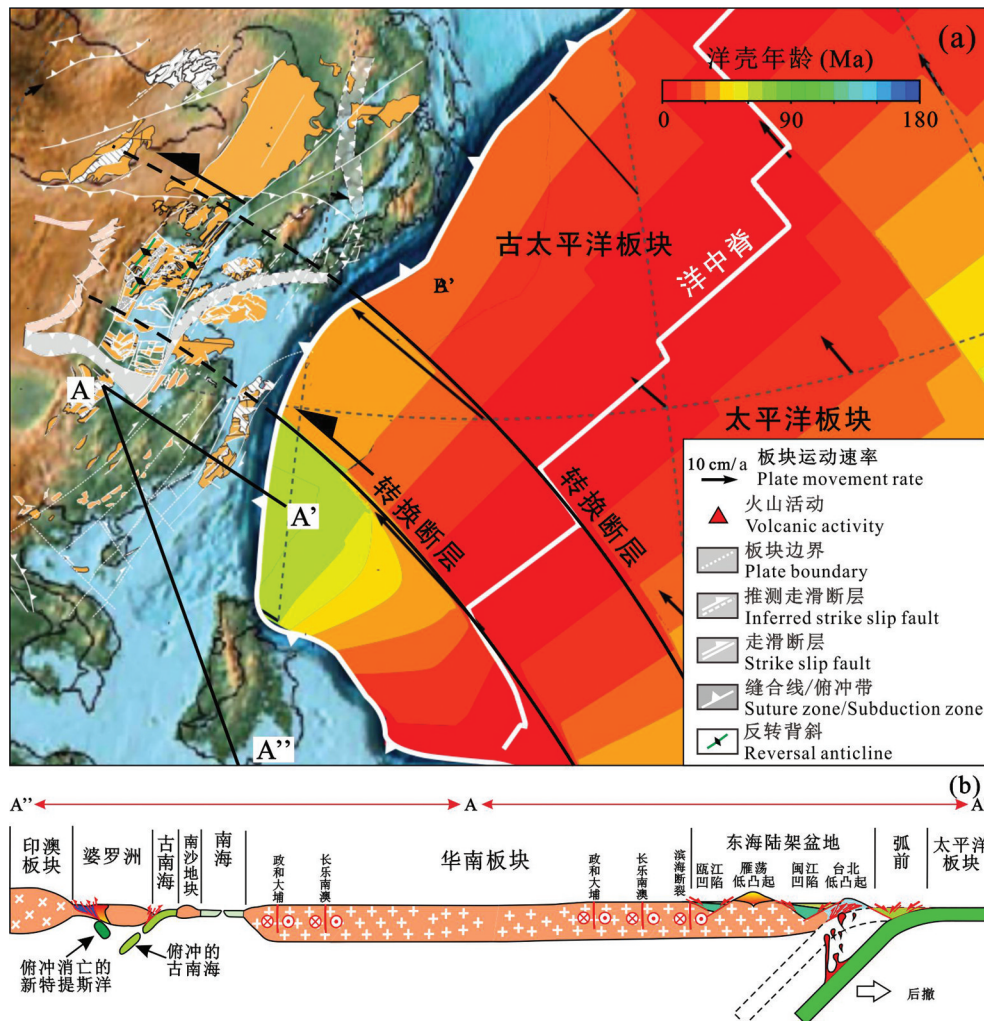 (a)
洋壳年龄 (Ma)
0
90
180
古太平洋板块
洋中脊
太平洋板块
转换断层
转换断层
A
A'
A''
10 cm/a
板块运动速率
Plate movement rate
火山活动
Volcanic activity
板块边界
Plate boundary
推测走滑断层
Inferred strike slip fault
走滑断层
Strike slip fault
缝合线/俯冲带
Suture zone/Subduction zone
反转背斜
Reversal anticline
(b)
A''
A
A
印澳
板块
婆罗洲
古南海
南沙地块
南海
华南板块
政和大埔
长乐南澳
政和大埔
长乐南澳
滨海断裂
东海陆架盆地
瓯江
凹陷
雁荡
低凸起
闽江
凹陷
台北
低凸起
弧前
太平洋
板块
俯冲消亡的
新特提斯洋
俯冲的
古南海
后撤